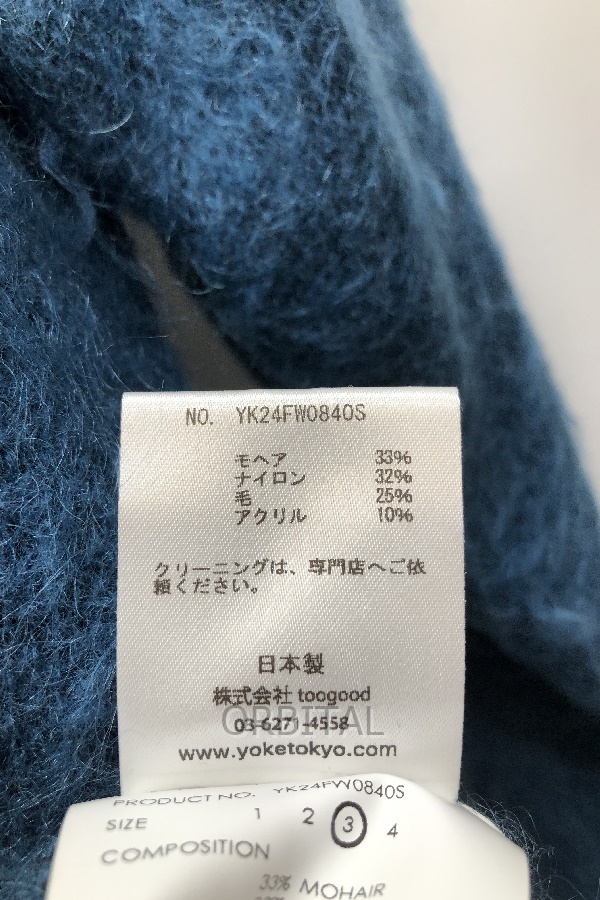 NO. YK24FW0840S
モヘア 33%
ナイロン 32%
毛 25%
アクリル 10%
クリーニングは、専門店へご依
頼ください。
日本製
株式会社 toogood
ORBITAL
03-6271-4558
www.yoketokyo.com
PRODUCT NO. YK24FW0840S
SIZE 1 2 3 4
COMPOSITION
33% MOHAIR